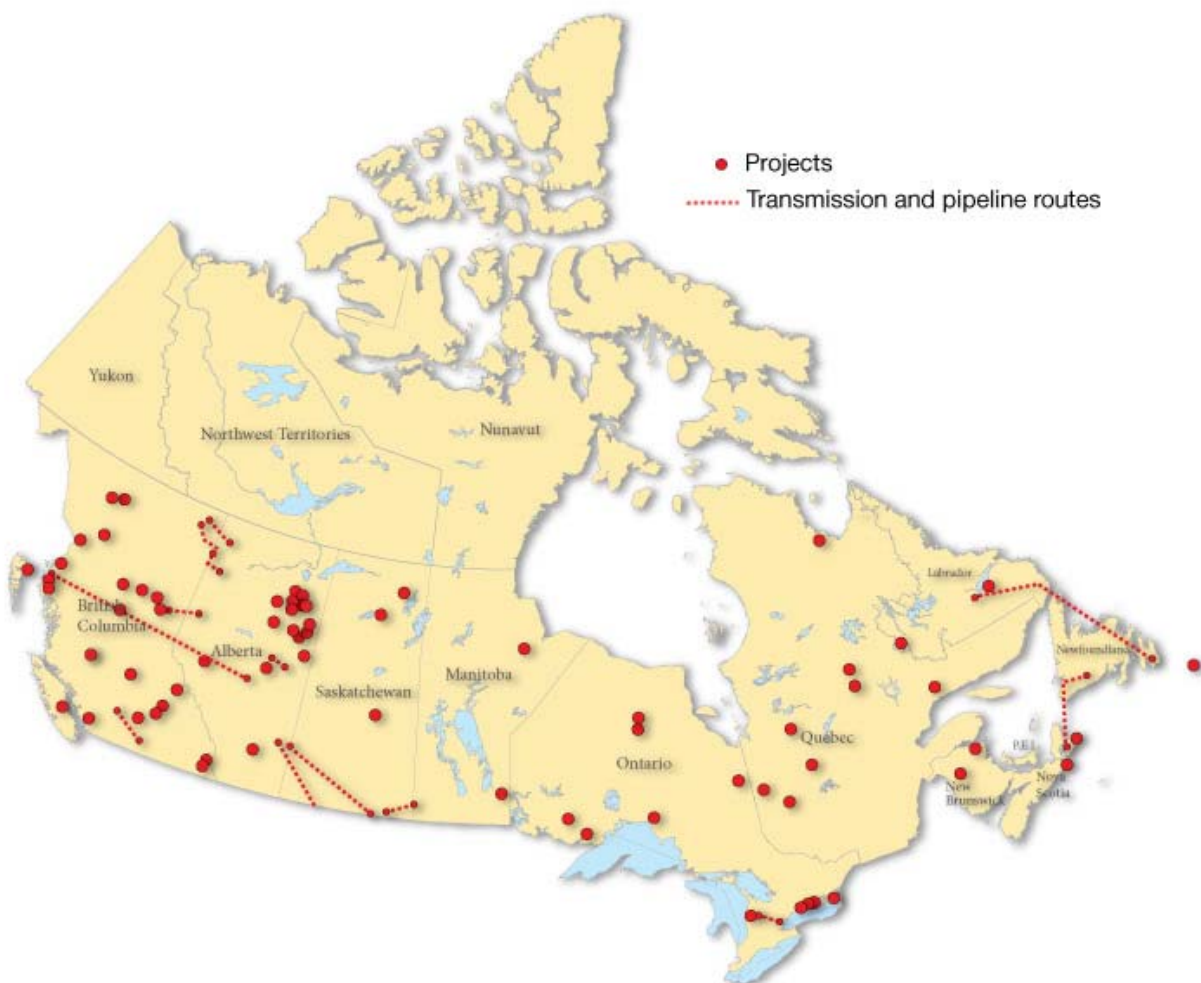 Projects
Transmission and pipeline routes
Yukon
Northwest Territories
Nunavut
British
Columbia
Alberta
Saskatchewan
Manitoba
Ontario
Québec
Labrador
Newfoundland
P.E.I.
New
Brunswick
Nova
Scotia